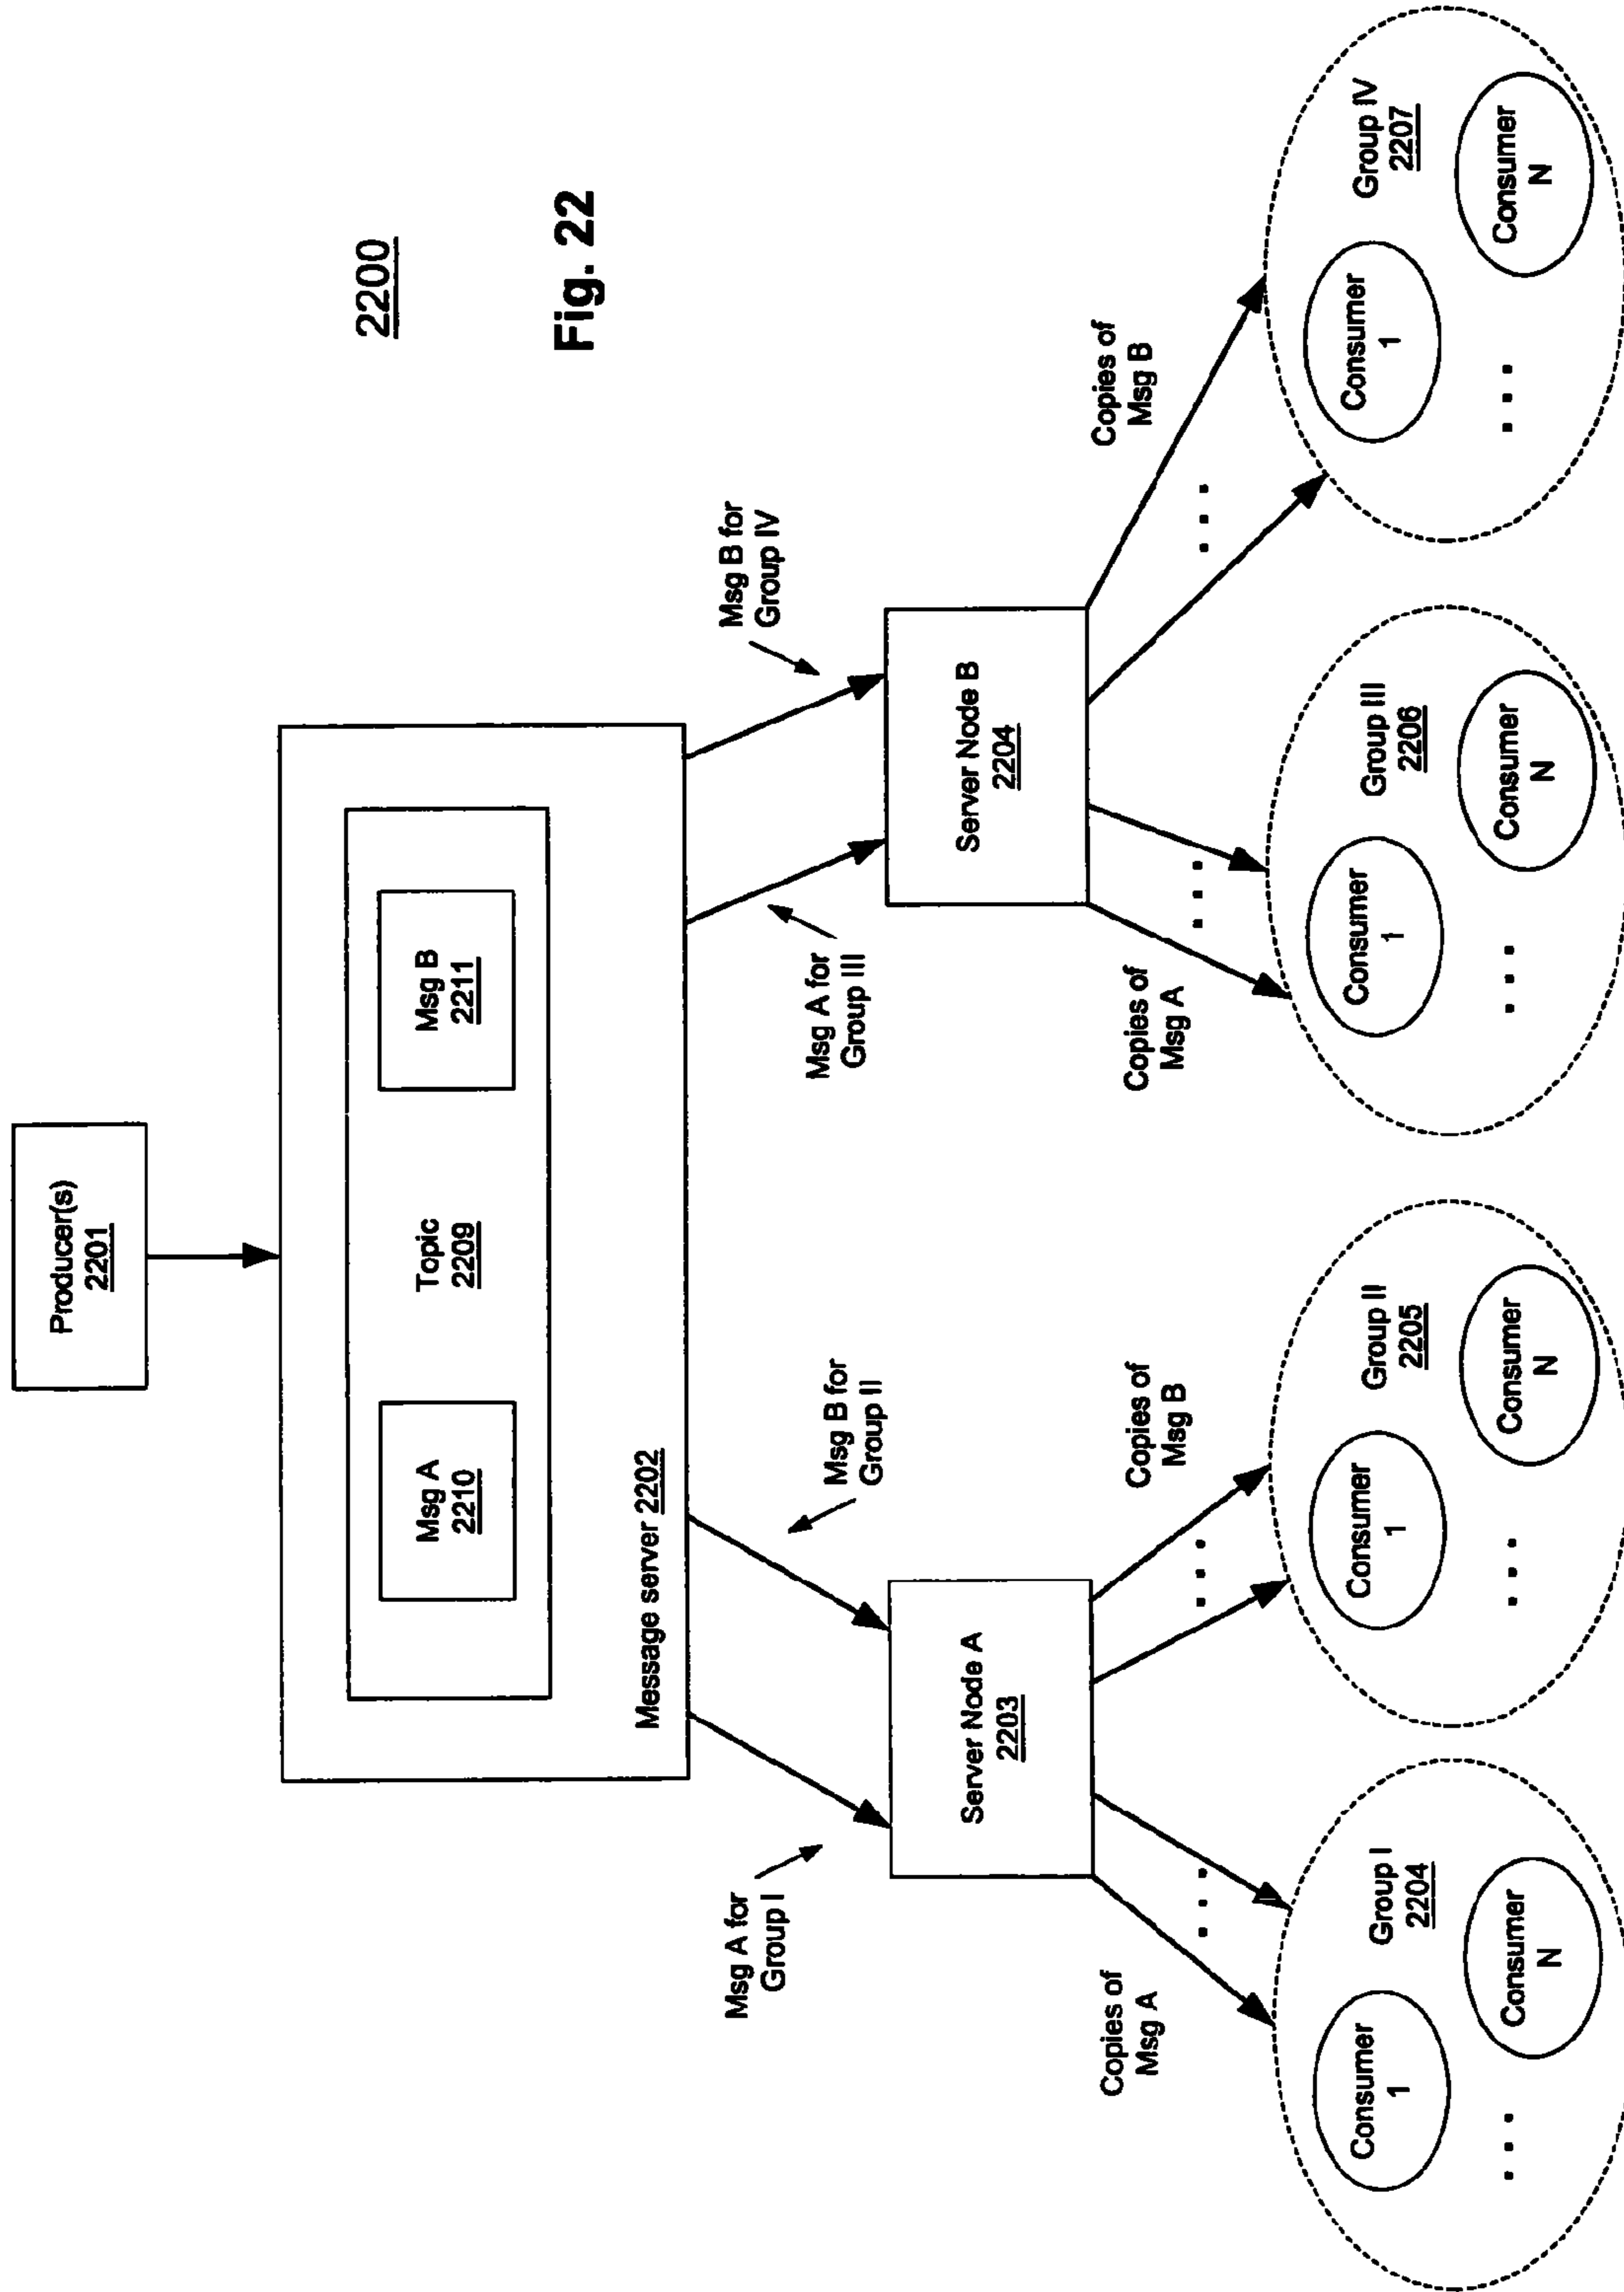 Producer(s)
2201
Msg A
2210
Topic
2209
Msg B
2211
Message server 2202
2200
Fig. 22
Msg A for
Group I
Msg B for
Group II
Msg A for
Group III
Msg B for
Group IV
Server Node A
2203
Server Node B
2204
Copies of
Msg A
. . .
Copies of
Msg B
. . .
Copies of
Msg A
. . .
Copies of
Msg B
. . .
Group I
2204
Consumer
1
. . .
Consumer
N
Group II
2205
Consumer
1
. . .
Consumer
N
Group III
2206
Consumer
1
. . .
Consumer
N
Group IV
2207
Consumer
1
. . .
Consumer
N